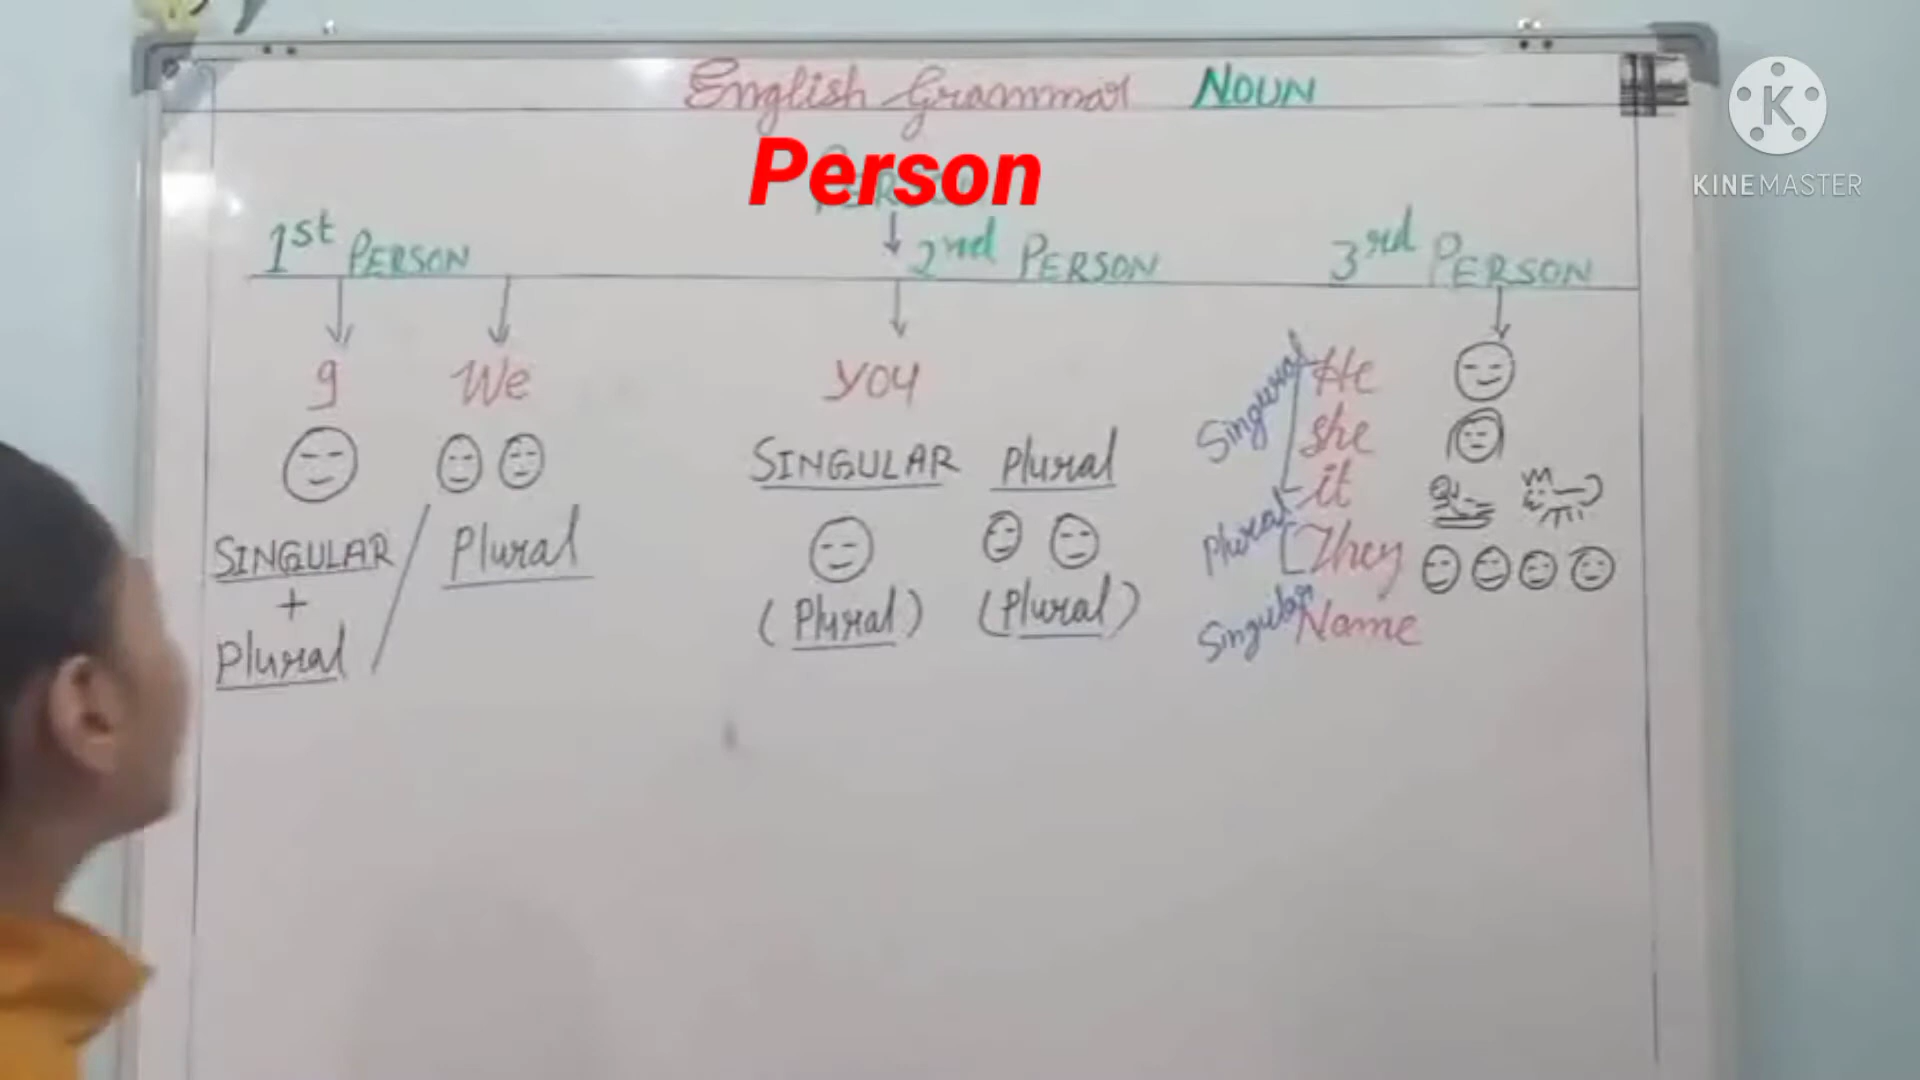 English Grammar NOUN
Person
1st PERSON
2nd PERSON
3rd PERSON
I We
YOU
Singural He
she
it
Plural They
Singular Name
SINGULAR
+
Plural
Plural
SINGULAR Plural
(Plural) (Plural)
KINEMASTER